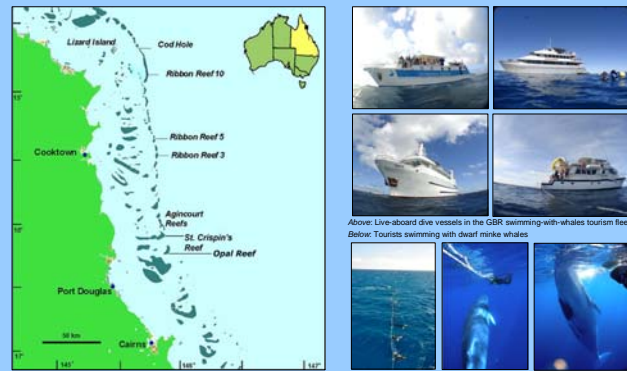 Lizard Island
Cod Hole
Ribbon Reef 10
15°
Ribbon Reef 5
Cooktown
Ribbon Reef 3
Agincourt
Reefs
16°
St. Crispin's
Reef
Opal Reef
Port Douglas
50 km
Cairns
17°
145°
146°
147°
Above: Live-aboard dive vessels in the GBR swimming-with-whales tourism flee
Below: Tourists swimming with dwarf minke whales